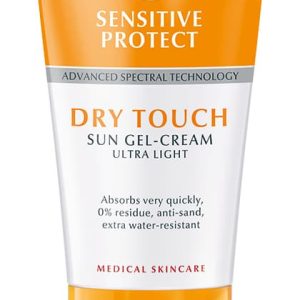 SENSITIVE
PROTECT
ADVANCED SPECTRAL TECHNOLOGY
DRY TOUCH
SUN GEL-CREAM
ULTRA LIGHT
Absorbs very quickly,
0% residue, anti-sand,
extra water-resistant
MEDICAL SKINCARE